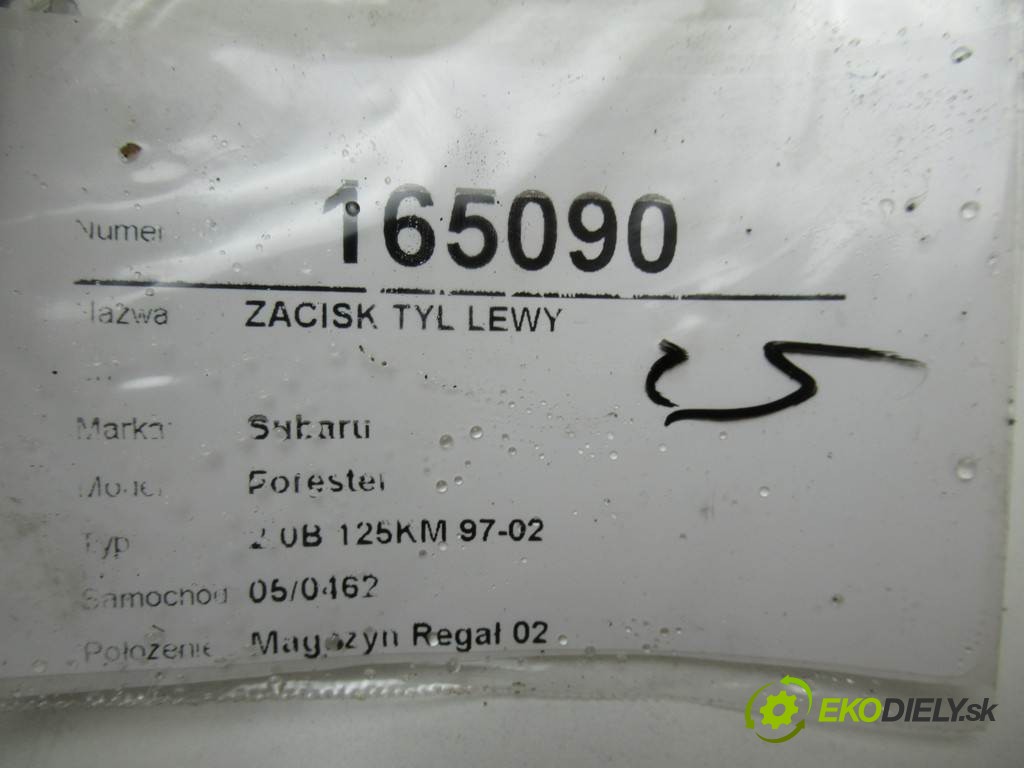 Numer 165090
Nazwa ZACISK TYL LEWY
Marka: Subaru
Model Forester
Typ 2.0B 125KM 97-02
Samochód 05/0462
Położenie Magazyn Regał 02
EKODIELY.sk